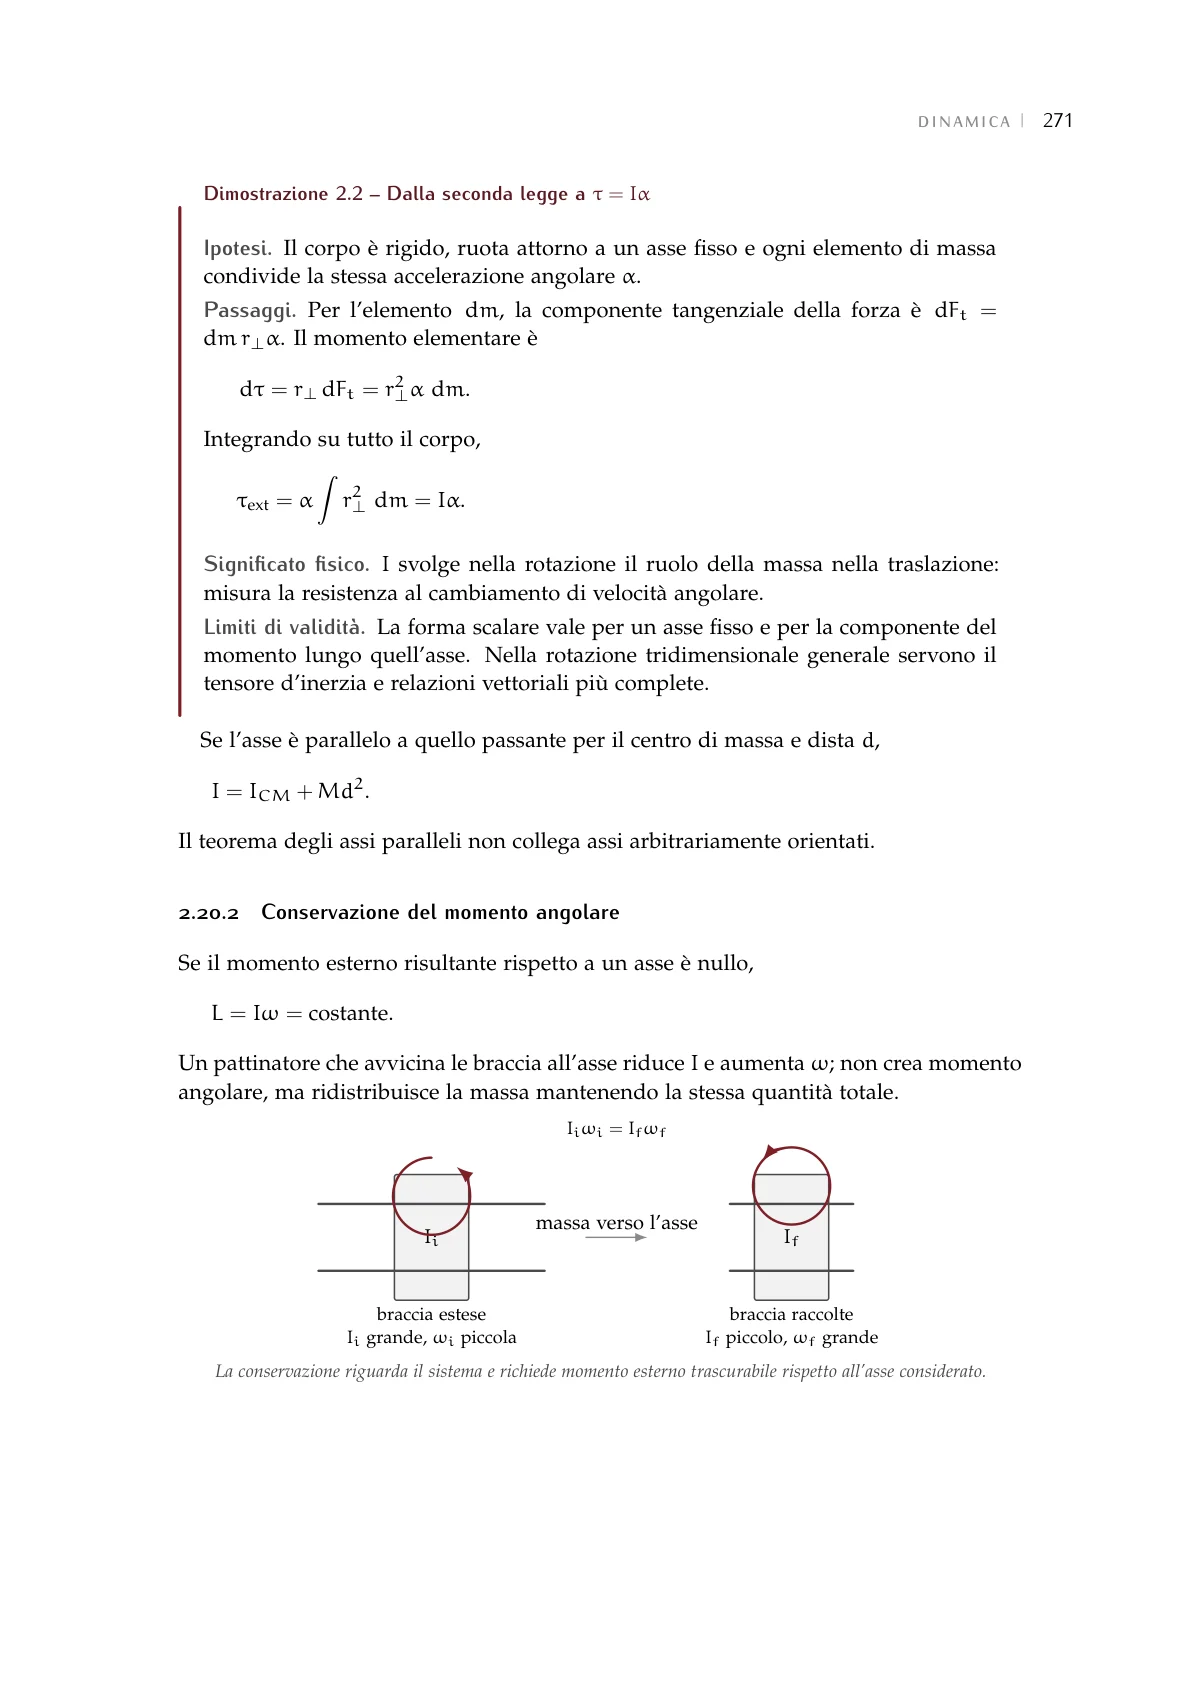 DINAMICA | 271
Dimostrazione 2.2 – Dalla seconda legge a τ = Iα
Ipotesi. Il corpo è rigido, ruota attorno a un asse fisso e ogni elemento di massa
condivide la stessa accelerazione angolare α.
Passaggi. Per l'elemento dm, la componente tangenziale della forza è dFₜ =
dm r⊥α. Il momento elementare è
dτ = r⊥ dFₜ = r⊥² α dm.
Integrando su tutto il corpo,
τext = α ∫ r⊥² dm = Iα.
Significato fisico. I svolge nella rotazione il ruolo della massa nella traslazione:
misura la resistenza al cambiamento di velocità angolare.
Limiti di validità. La forma scalare vale per un asse fisso e per la componente del
momento lungo quell'asse. Nella rotazione tridimensionale generale servono il
tensore d'inerzia e relazioni vettoriali più complete.
Se l'asse è parallelo a quello passante per il centro di massa e dista d,
I = I_CM + Md².
Il teorema degli assi paralleli non collega assi arbitrariamente orientati.
2.20.2 Conservazione del momento angolare
Se il momento esterno risultante rispetto a un asse è nullo,
L = Iω = costante.
Un pattinatore che avvicina le braccia all'asse riduce I e aumenta ω; non crea momento
angolare, ma ridistribuisce la massa mantenendo la stessa quantità totale.
I_iω_i = I_fω_f
massa verso l'asse
I_i I_f
braccia estese braccia raccolte
I_i grande, ω_i piccola I_f piccolo, ω_f grande
La conservazione riguarda il sistema e richiede momento esterno trascurabile rispetto all'asse considerato.